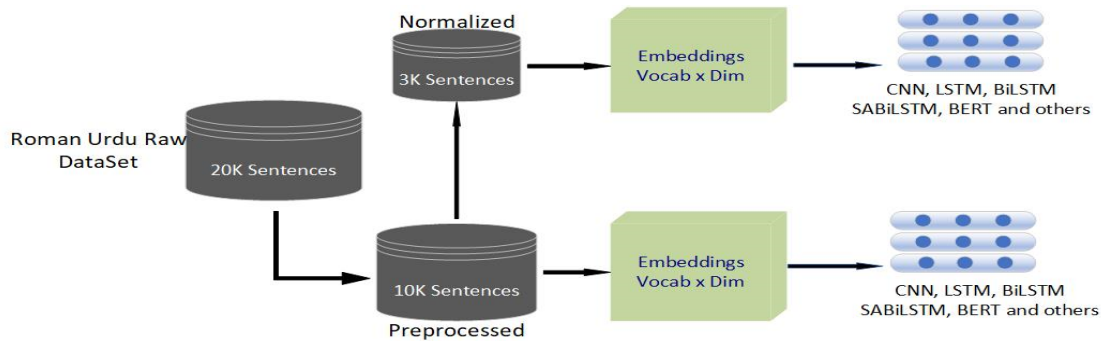 Normalized
3K Sentences
Embeddings
Vocab x Dim
CNN, LSTM, BiLSTM
SABiLSTM, BERT and others
Roman Urdu Raw
DataSet
20K Sentences
10K Sentences
Preprocessed
Embeddings
Vocab x Dim
CNN, LSTM, BiLSTM
SABiLSTM, BERT and others